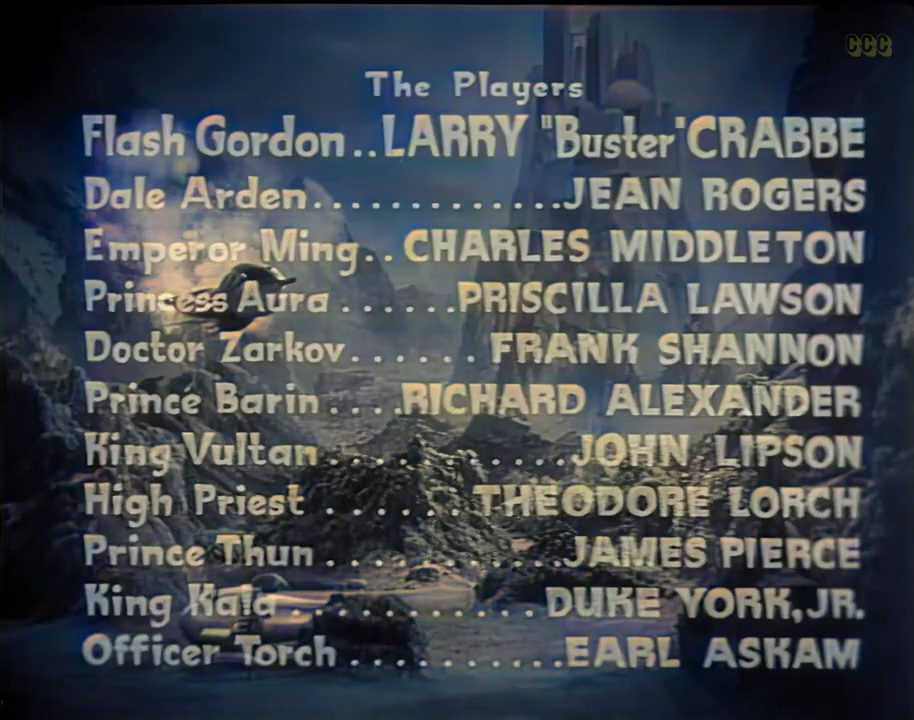 CCC
The Players
Flash Gordon..LARRY "Buster" CRABBE
Dale Arden.............JEAN ROGERS
Emperor Ming..CHARLES MIDDLETON
Princess Aura ......PRISCILLA LAWSON
Doctor Zarkov...... FRANK SHANNON
Prince Barin ....RICHARD ALEXANDER
King Vultan ............JOHN LIPSON
High Priest ...... THEODORE LORCH
Prince Thun ............JAMES PIERCE
King Kala ............DUKE YORK, JR.
Officer Torch ...........EARL ASKAM